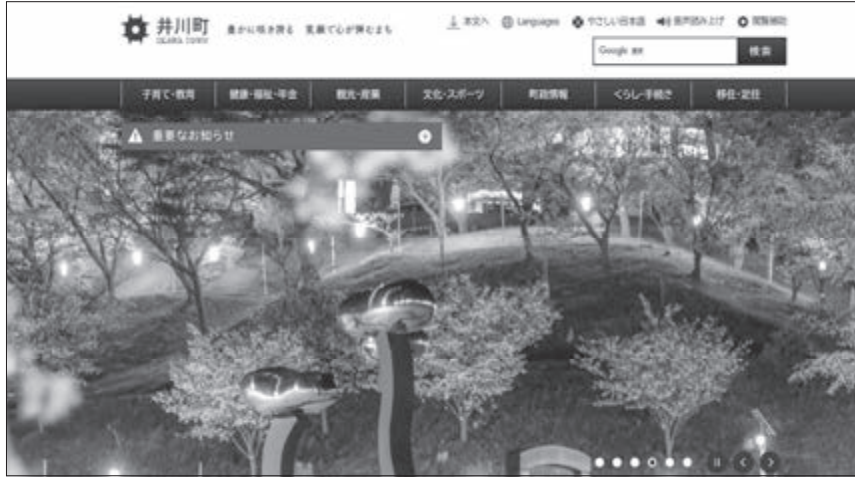 井川町
IKAWA TOWN
豊かに咲き誇る 笑顔で心が弾むまち
本文へ
Languages
やさしい日本語
音声読み上げ
閲覧補助
Google 提供
検索
子育て・教育
健康・福祉・年金
観光・産業
文化・スポーツ
町政情報
くらし・手続き
移住・定住
重要なお知らせ